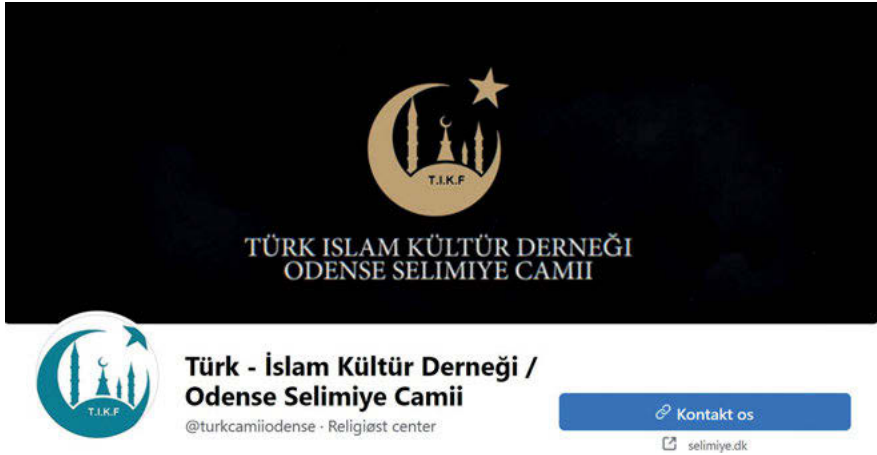 T.I.K.F
TÜRK ISLAM KÜLTÜR DERNEĞI
ODENSE SELIMIYE CAMII
T.I.K.F
Türk - İslam Kültür Derneği /
Odense Selimiye Camii
@turkcamiiodense · Religiøst center
Kontakt os
selimiye.dk